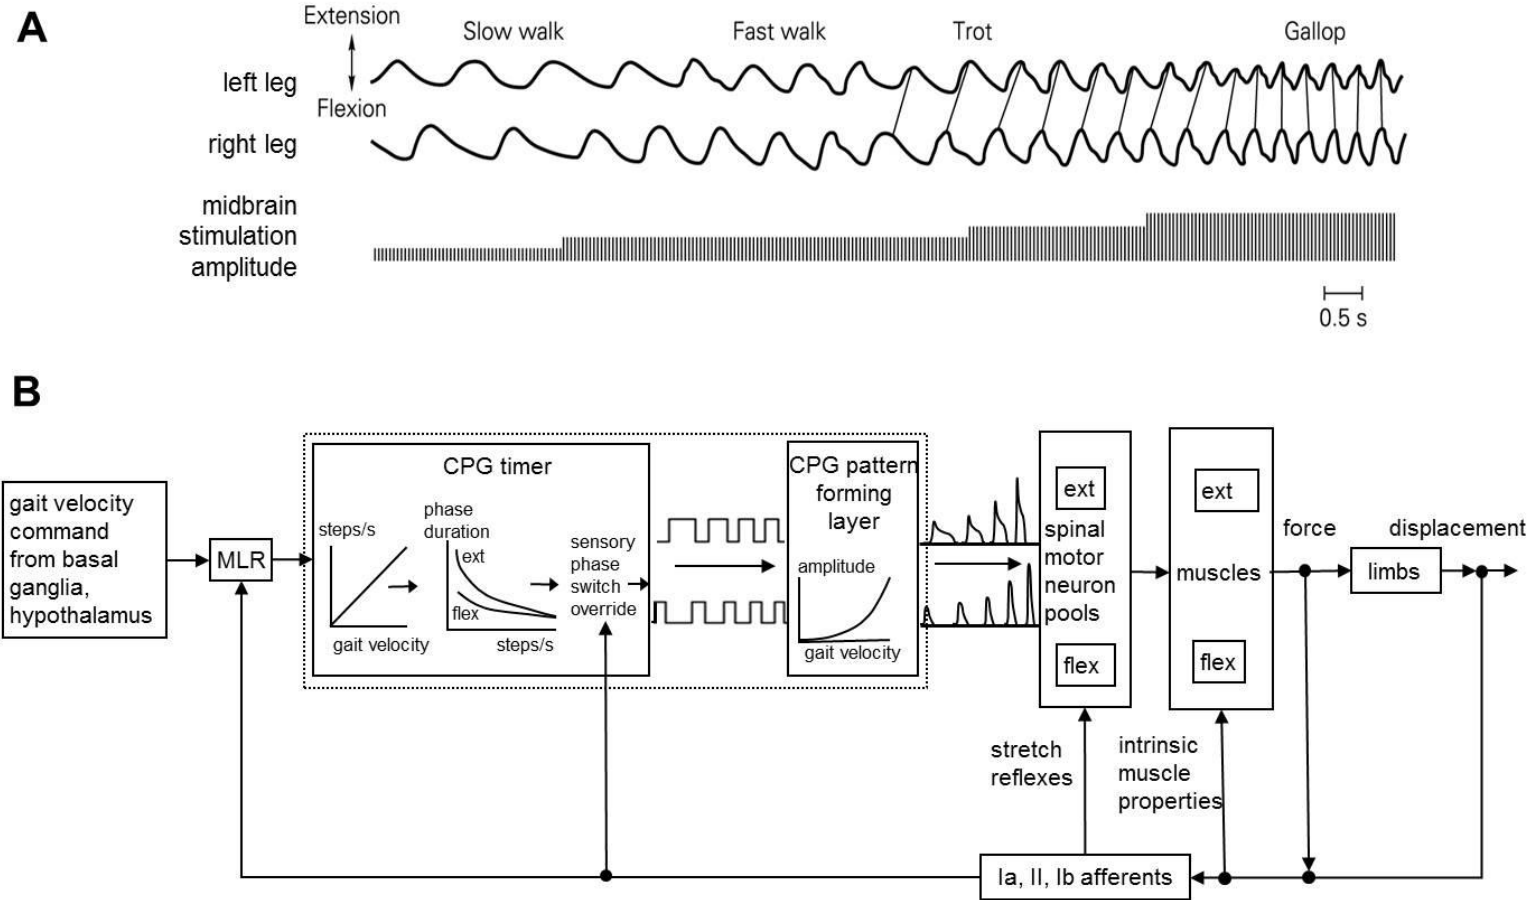 A
Extension
Slow walk
Fast walk
Trot
Gallop
left leg
Flexion
right leg
midbrain
stimulation
amplitude
0.5 s
B
gait velocity
command
from basal
ganglia,
hypothalamus
MLR
CPG timer
steps/s
gait velocity
phase
duration
ext
flex
steps/s
sensory
phase
switch
override
CPG pattern
forming
layer
amplitude
gait velocity
ext
spinal
motor
neuron
pools
flex
ext
muscles
flex
force
displacement
limbs
stretch
reflexes
intrinsic
muscle
properties
Ia, II, Ib afferents